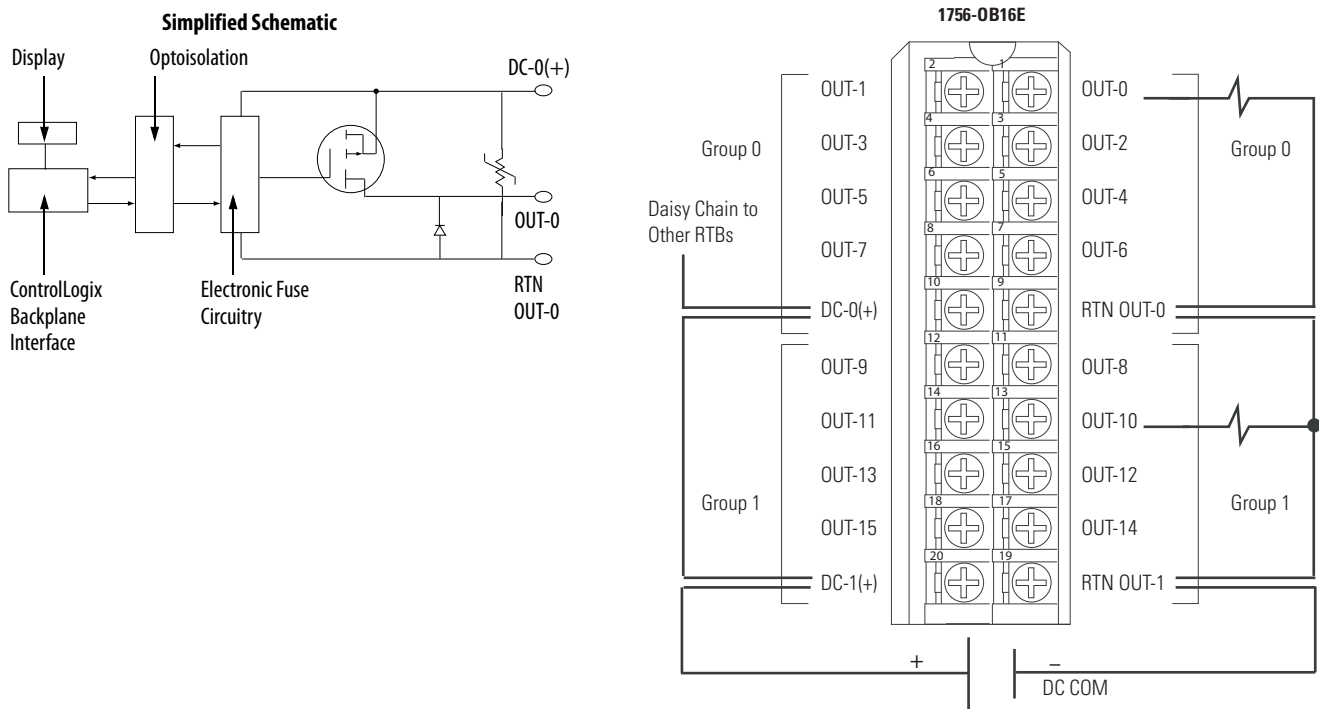 Simplified Schematic
Display
Optoisolation
DC-0(+)
OUT-0
RTN
OUT-0
ControlLogix
Backplane
Interface
Electronic Fuse
Circuitry
1756-OB16E
Group 0
Daisy Chain to
Other RTBs
Group 1
OUT-1
OUT-3
OUT-5
OUT-7
DC-0(+)
OUT-9
OUT-11
OUT-13
OUT-15
DC-1(+)
2 1
4 3
6 5
8 7
10 9
12 11
14 13
16 15
18 17
20 19
OUT-0
OUT-2
OUT-4
OUT-6
RTN OUT-0
OUT-8
OUT-10
OUT-12
OUT-14
RTN OUT-1
Group 0
Group 1
+
–
DC COM